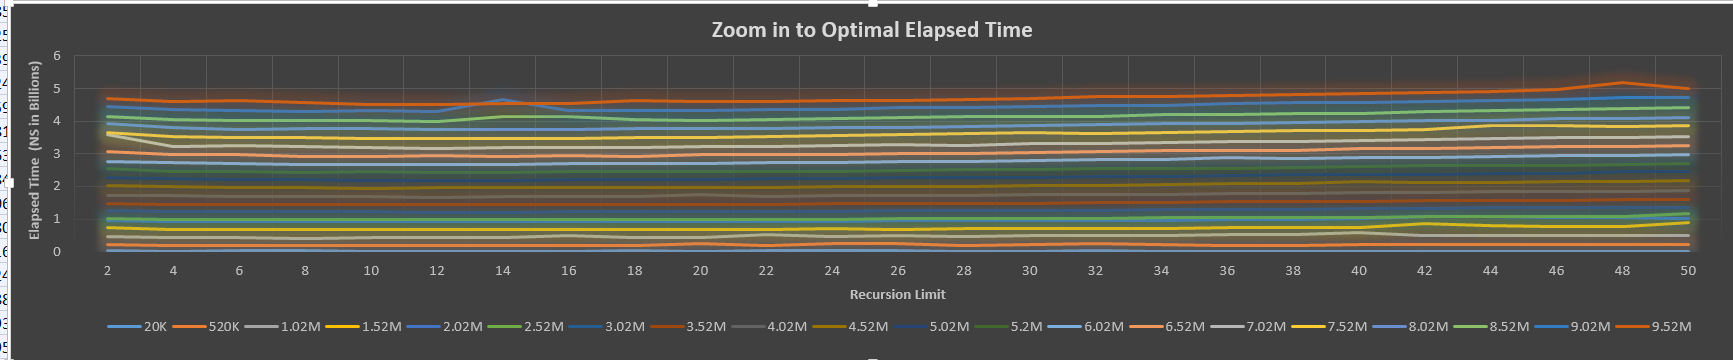 Zoom in to Optimal Elapsed Time
Elapsed Time (NS in Billions)
6
5
4
3
2
1
0
2 4 6 8 10 12 14 16 18 20 22 24 26 28 30 32 34 36 38 40 42 44 46 48 50
Recursion Limit
20K 520K 1.02M 1.52M 2.02M 2.52M 3.02M 3.52M 4.02M 4.52M 5.02M 5.2M 6.02M 6.52M 7.02M 7.52M 8.02M 8.52M 9.02M 9.52M